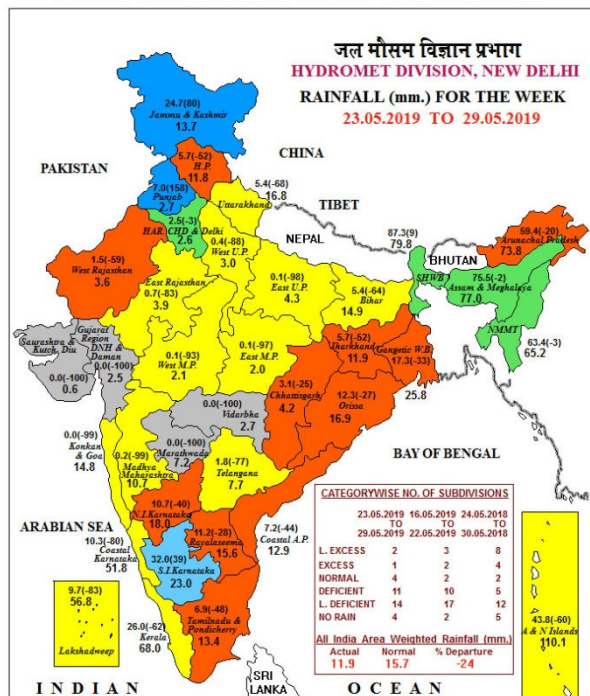 जल मौसम विज्ञान प्रभाग
HYDROMET DIVISION, NEW DELHI
RAINFALL (mm.) FOR THE WEEK
23.05.2019 TO 29.05.2019
24.7(80)
Jammu & Kashmir
13.7
CHINA
PAKISTAN
5.7(-52)
H.P.
11.8
7.0(158)
Punjab
2.7
5.4(-68)
16.8
Uttarakhand
TIBET
2.5(-3)
HAR. CHD & Delhi
2.6
0.4(-88)
West U.P.
3.0
NEPAL
87.3(9)
79.8
BHUTAN
59.4(-20)
Arunachal Pradesh
73.8
1.5(-59)
West Rajasthan
3.6
East Rajasthan
0.7(-83)
3.9
0.1(-98)
East U.P.
4.3
5.4(-64)
Bihar
14.9
SHWB
75.5(-2)
Assam & Meghalaya
77.0
NMMT
63.4(-3)
65.2
Saurashtra &
Kutch, Diu
0.0(-100)
0.6
Gujarat
Region
DNH &
Daman
0.0(-100)
2.5
0.1(-93)
West M.P.
2.1
0.1(-97)
East M.P.
2.0
5.7(-52)
Jharkhand
11.9
Gangetic W.B.
17.3(-33)
25.8
3.1(-25)
Chhattisgarh
4.2
12.3(-27)
Orissa
16.9
0.0(-100)
Vidarbha
2.7
0.0(-99)
Konkan
& Goa
14.8
0.0(-100)
Marathwada
7.2
0.2(-99)
Madhya
Maharashtra
10.7
1.8(-77)
Telangana
7.7
BAY OF BENGAL
ARABIAN SEA
10.7(-40)
N.I.Karnataka
18.0
11.2(-28)
Rayalaseema
15.6
7.2(-44)
Coastal A.P.
12.9
10.3(-80)
Coastal
Karnataka
51.8
32.0(39)
S.I.Karnataka
23.0
9.7(-83)
56.8
Lakshadweep
26.0(-62)
Kerala
68.0
6.9(-48)
Tamilnadu &
Pondicherry
13.4
CATEGORYWISE NO. OF SUBDIVISIONS
23.05.2019 16.05.2019 24.05.2018
TO TO TO
29.05.2019 22.05.2019 30.05.2018
L. EXCESS 2 3 8
EXCESS 1 2 4
NORMAL 4 2 2
DEFICIENT 11 10 5
L. DEFICIENT 14 17 12
NO RAIN 4 2 5
All India Area Weighted Rainfall (mm.)
Actual Normal % Departure
11.9 15.7 -24
43.8(-60)
A & N Islands
110.1
SRI
LANKA
INDIAN OCEAN